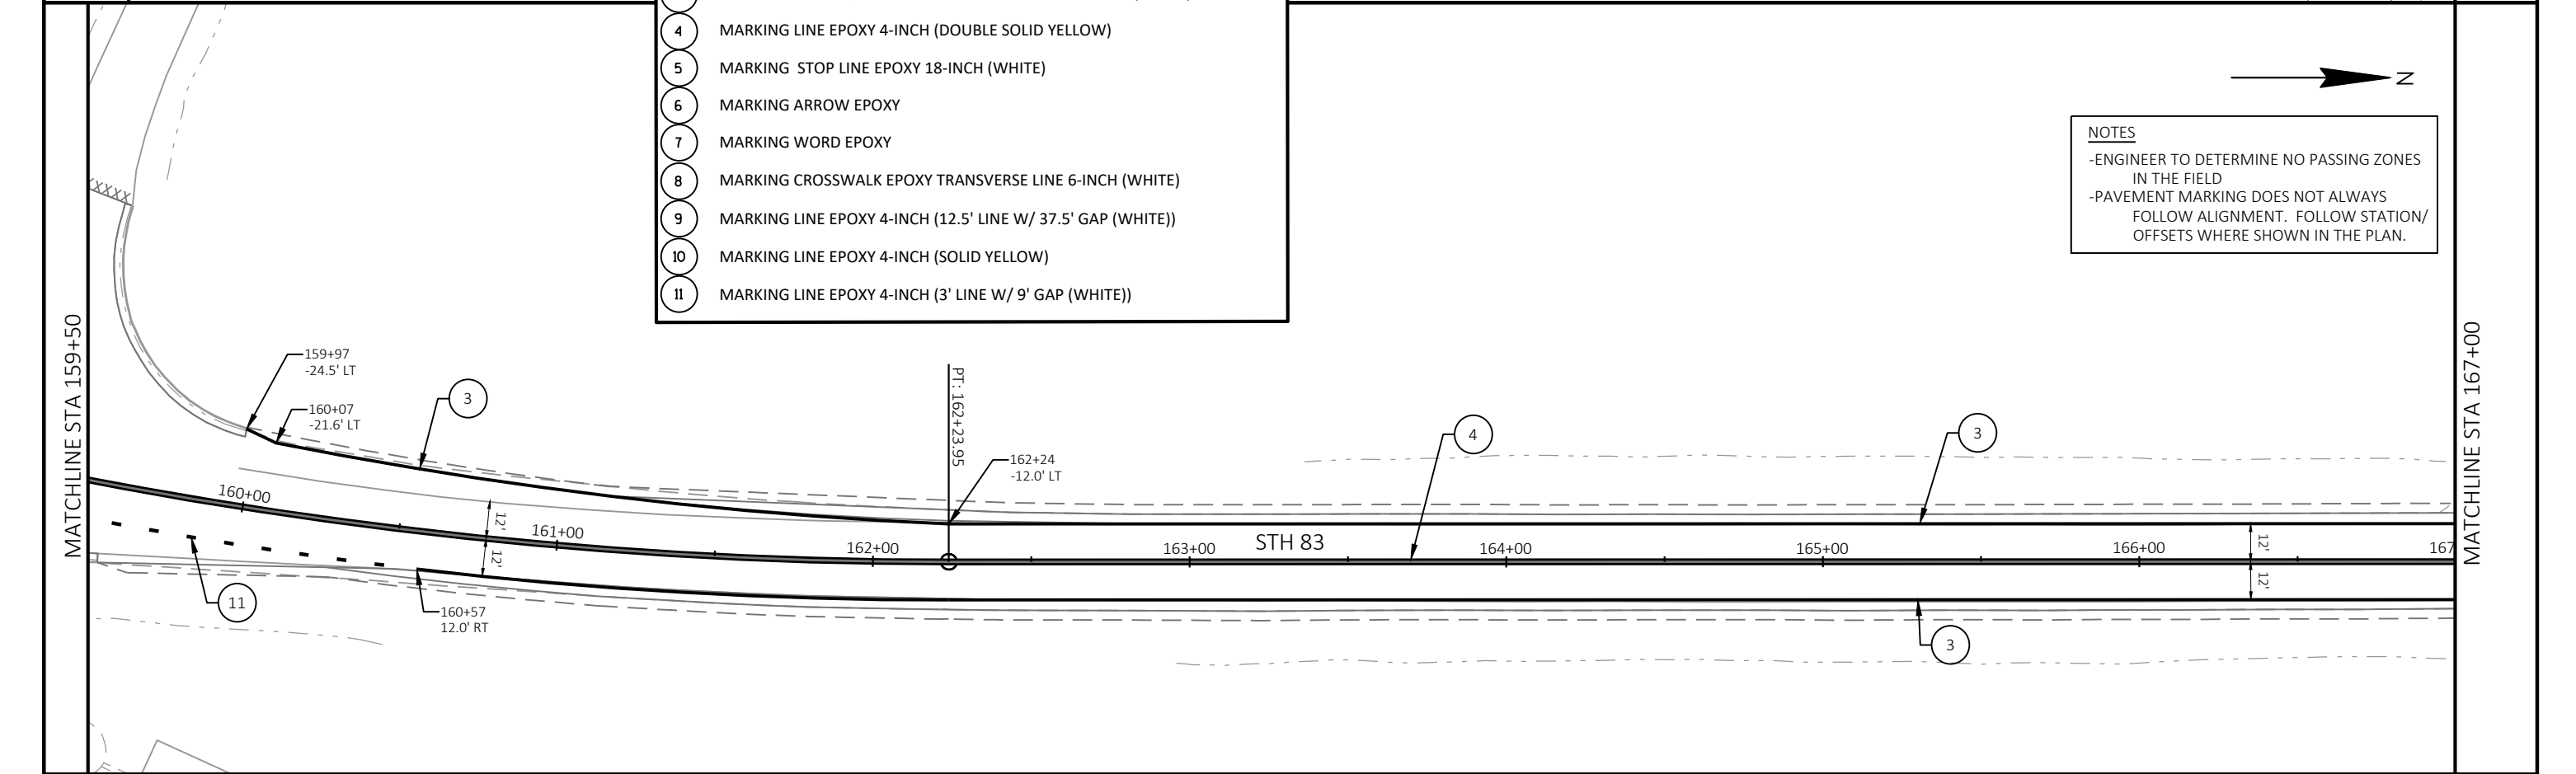 4 MARKING LINE EPOXY 4-INCH (DOUBLE SOLID YELLOW)
5 MARKING STOP LINE EPOXY 18-INCH (WHITE)
6 MARKING ARROW EPOXY
7 MARKING WORD EPOXY
8 MARKING CROSSWALK EPOXY TRANSVERSE LINE 6-INCH (WHITE)
9 MARKING LINE EPOXY 4-INCH (12.5' LINE W/ 37.5' GAP (WHITE))
10 MARKING LINE EPOXY 4-INCH (SOLID YELLOW)
11 MARKING LINE EPOXY 4-INCH (3' LINE W/ 9' GAP (WHITE))
N
NOTES
-ENGINEER TO DETERMINE NO PASSING ZONES
IN THE FIELD
-PAVEMENT MARKING DOES NOT ALWAYS
FOLLOW ALIGNMENT. FOLLOW STATION/
OFFSETS WHERE SHOWN IN THE PLAN.
MATCHLINE STA 159+50
XXXXX
159+97
-24.5' LT
160+07
-21.6' LT
3
PT: 162+23.95
162+24
-12.0' LT
4
3
160+00
12'
12'
161+00
162+00
163+00
STH 83
164+00
165+00
166+00
12'
12'
167
11
160+57
12.0' RT
3
MATCHLINE STA 167+00